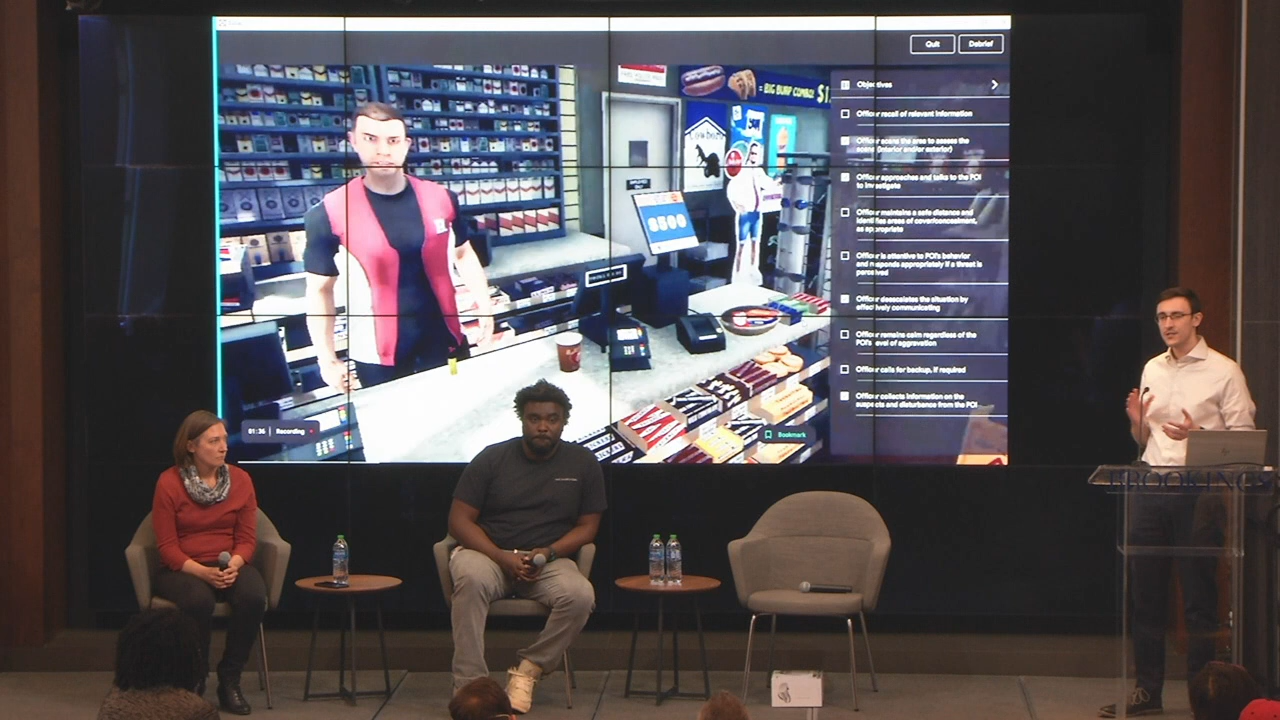 Quit
Debrief
= BIG BURP COMBO! $1.
Objectives
Officer recall of relevant information
Officer scans the area to assess the
scene (interior and/or exterior)
Officer approaches and talks to the POI
to investigate
Officer maintains a safe distance and
identifies areas of cover/concealment,
as appropriate
Officer is attentive to POI's behavior
and responds appropriately if a threat is
perceived
Officer deescalates the situation by
effectively communicating
Officer remains calm regardless of the
POI's level of aggravation
Officer calls for backup, if required
Officer collects information on the
suspects and disturbance from the POI
01:36
Recording
Bookmark
BROOKINGS